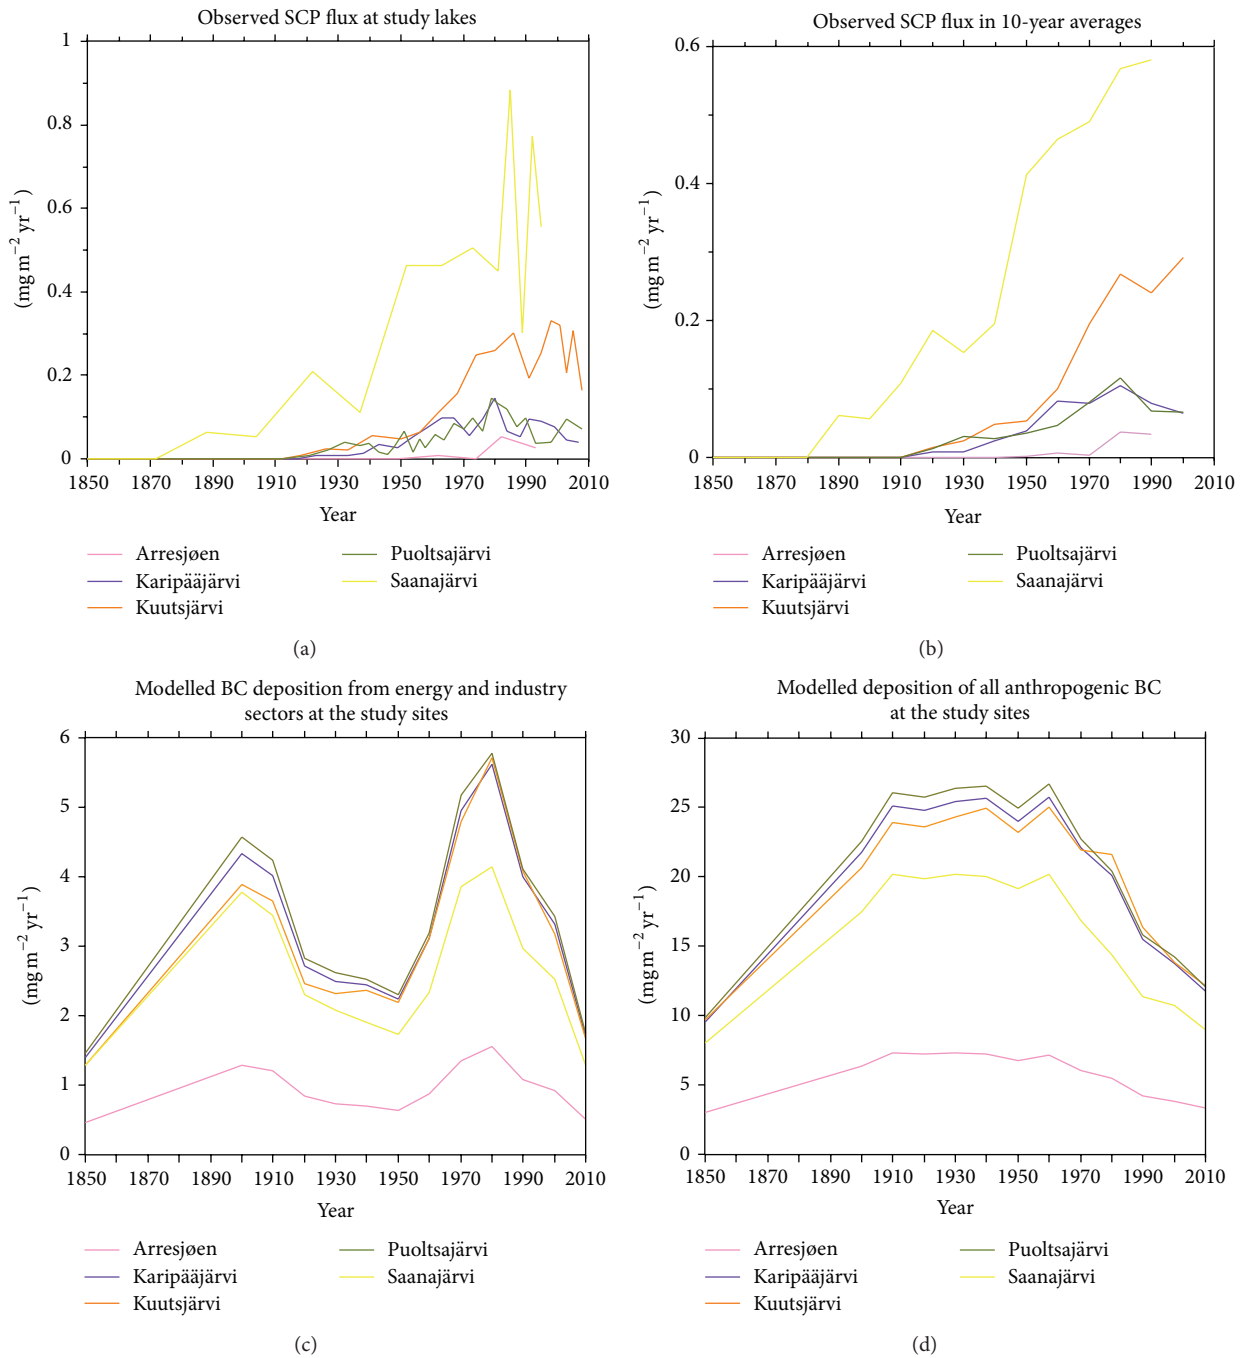 Observed SCP flux at study lakes
1
0.8
0.6
0.4
0.2
0
(mg m⁻² yr⁻¹)
1850 1870 1890 1910 1930 1950 1970 1990 2010
Year
Arresjøen
Karipääjärvi
Kuutsjärvi
Puoltsajärvi
Saanajärvi
(a)
Observed SCP flux in 10-year averages
0.6
0.4
0.2
0
(mg m⁻² yr⁻¹)
1850 1870 1890 1910 1930 1950 1970 1990 2010
Year
Arresjøen
Karipääjärvi
Kuutsjärvi
Puoltsajärvi
Saanajärvi
(b)
Modelled BC deposition from energy and industry
sectors at the study sites
6
5
4
3
2
1
0
(mg m⁻² yr⁻¹)
1850 1870 1890 1910 1930 1950 1970 1990 2010
Year
Arresjøen
Karipääjärvi
Kuutsjärvi
Puoltsajärvi
Saanajärvi
(c)
Modelled deposition of all anthropogenic BC
at the study sites
30
25
20
15
10
5
0
(mg m⁻² yr⁻¹)
1850 1870 1890 1910 1930 1950 1970 1990 2010
Year
Arresjøen
Karipääjärvi
Kuutsjärvi
Puoltsajärvi
Saanajärvi
(d)